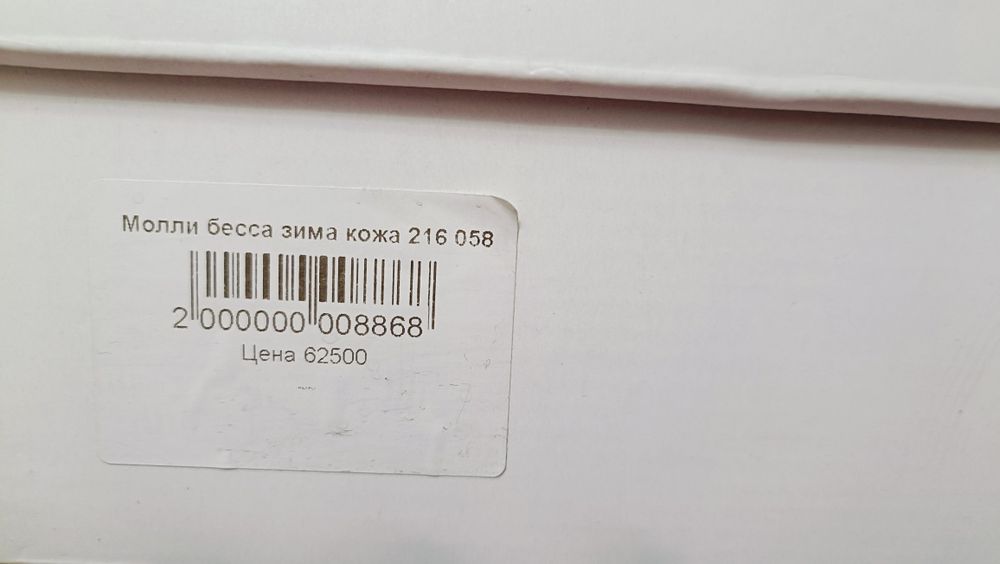 Молли бесса зима кожа 216 058
2 000000 008868
Цена 62500